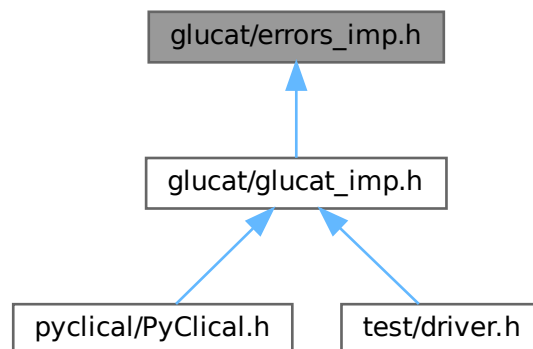 glucat/errors_imp.h
glucat/glucat_imp.h
pyclical/PyClical.h
test/driver.h